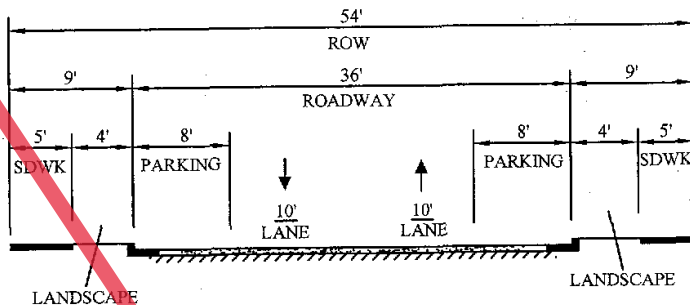 54'
ROW
9' 36' 9'
ROADWAY
5' 4' 8' 8' 4' 5'
SDWK PARKING PARKING SDWK
10' 10'
LANE LANE
LANDSCAPE LANDSCAPE